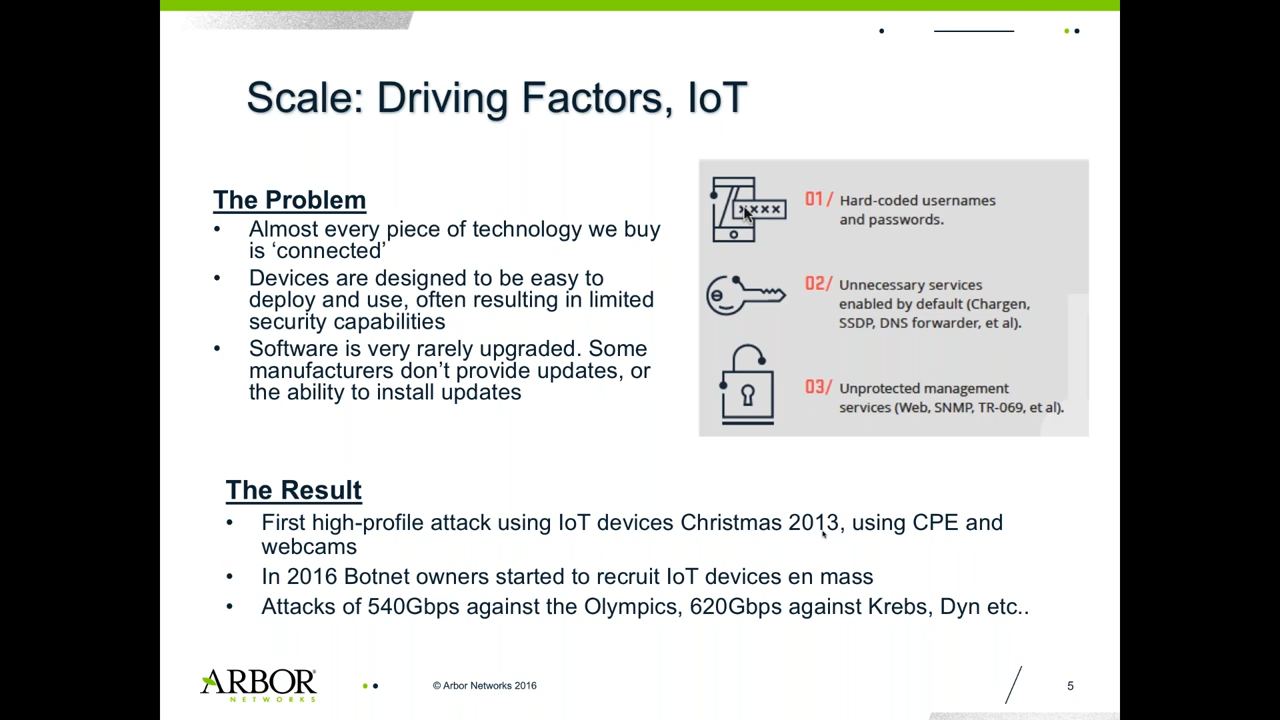 Scale: Driving Factors, IoT
The Problem
• Almost every piece of technology we buy
is ‘connected’
• Devices are designed to be easy to
deploy and use, often resulting in limited
security capabilities
• Software is very rarely upgraded. Some
manufacturers don’t provide updates, or
the ability to install updates
xxxx
01/ Hard-coded usernames
and passwords.
02/ Unnecessary services
enabled by default (Chargen,
SSDP, DNS forwarder, et al).
03/ Unprotected management
services (Web, SNMP, TR-069, et al).
The Result
• First high-profile attack using IoT devices Christmas 2013, using CPE and
webcams
• In 2016 Botnet owners started to recruit IoT devices en mass
• Attacks of 540Gbps against the Olympics, 620Gbps against Krebs, Dyn etc..
ARBOR
NETWORKS
© Arbor Networks 2016
5